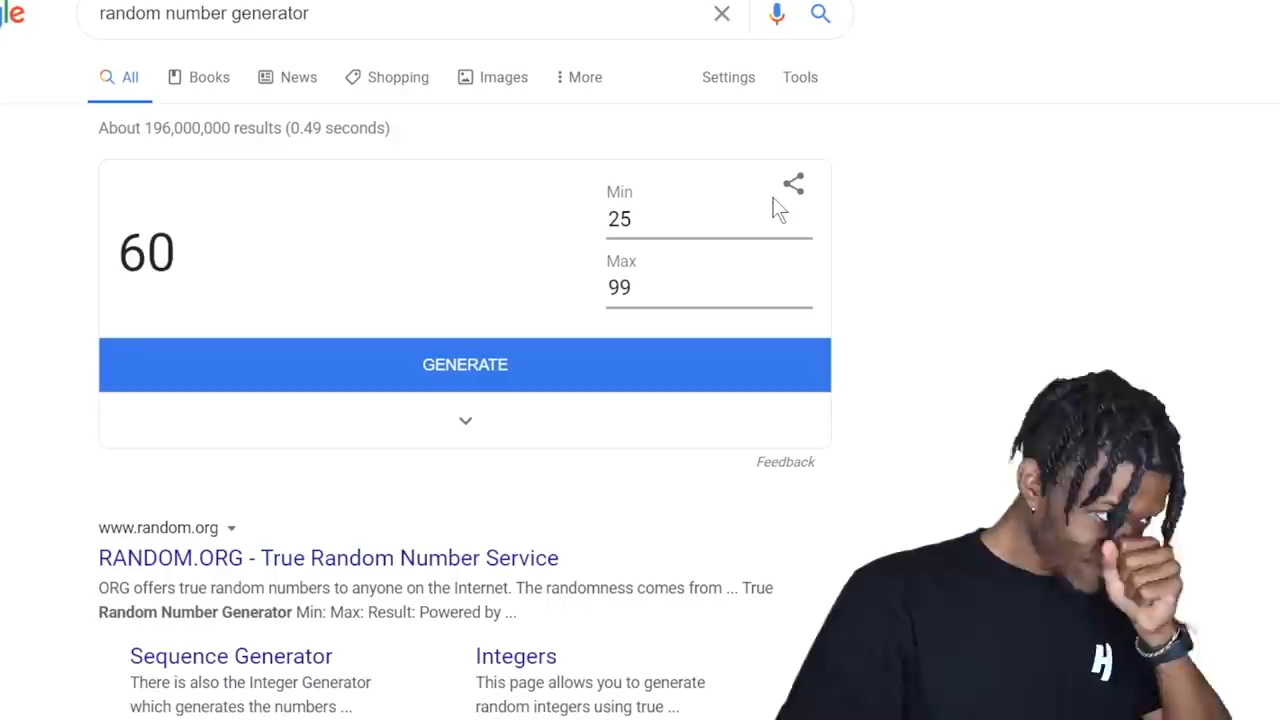 le
random number generator
All
Books
News
Shopping
Images
More
Settings
Tools
About 196,000,000 results (0.49 seconds)
Min
25
60
Max
99
GENERATE
Feedback
www.random.org
RANDOM.ORG - True Random Number Service
ORG offers true random numbers to anyone on the Internet. The randomness comes from ... True
Random Number Generator Min: Max: Result: Powered by ...
Sequence Generator
There is also the Integer Generator
which generates the numbers ...
Integers
This page allows you to generate
random integers using true ...
H